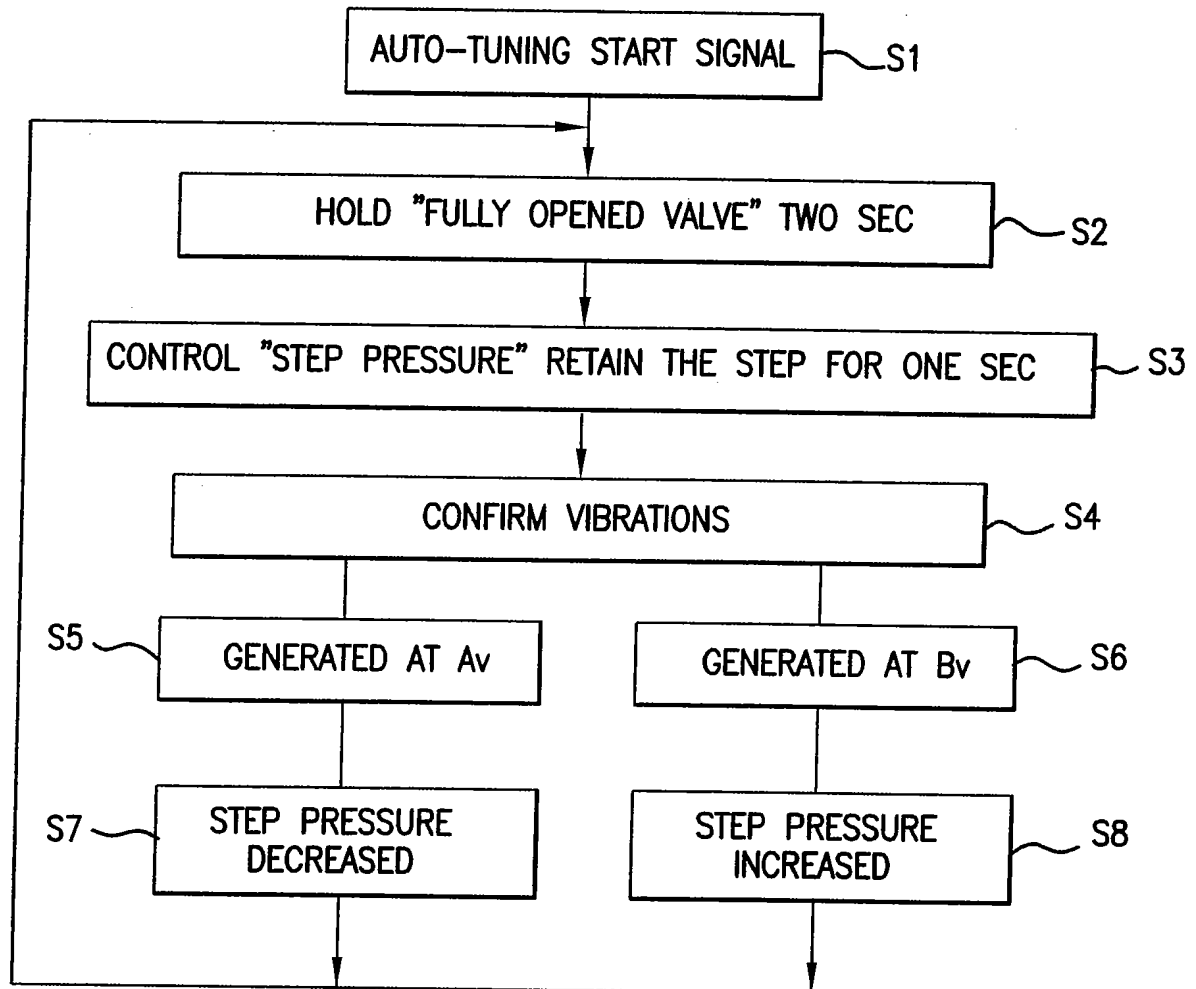 AUTO-TUNING START SIGNAL
S1
HOLD "FULLY OPENED VALVE" TWO SEC
S2
CONTROL "STEP PRESSURE" RETAIN THE STEP FOR ONE SEC
S3
CONFIRM VIBRATIONS
S4
S5
GENERATED AT Av
GENERATED AT Bv
S6
S7
STEP PRESSURE
DECREASED
STEP PRESSURE
INCREASED
S8